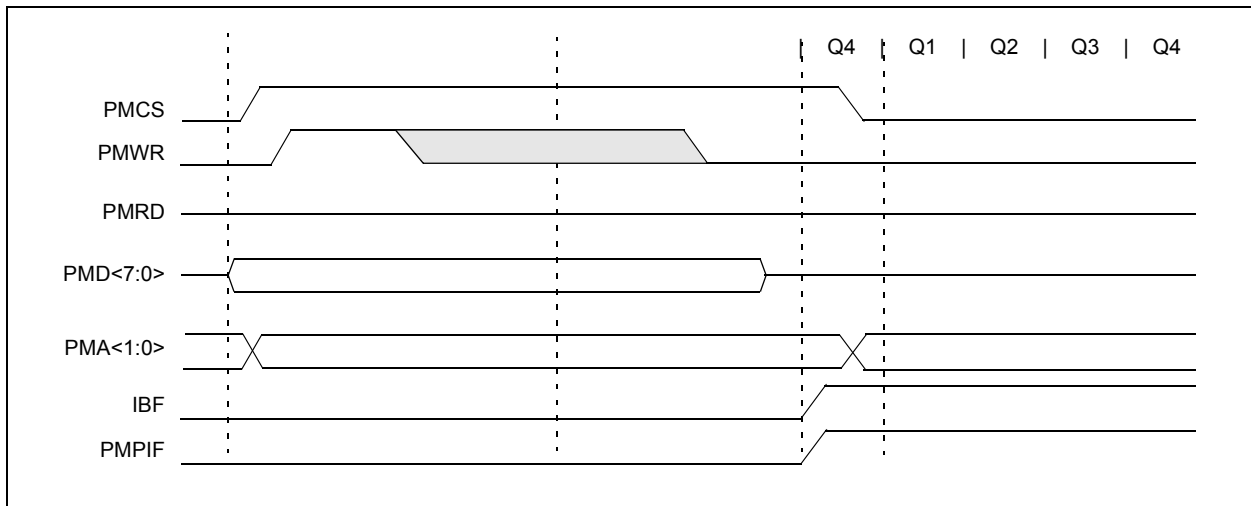 | Q4 | Q1 | Q2 | Q3 | Q4
PMCS
PMWR
PMRD
PMD<7:0>
PMA<1:0>
IBF
PMPIF